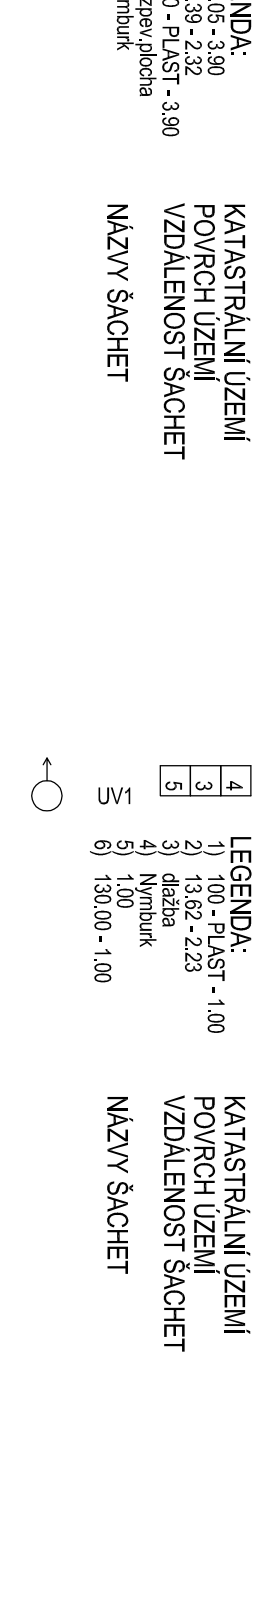 NDA:
.05 - 3.90
.39 - 2.32
0 - PLAST - 3.90
zpev.plocha
mburk
KATASTRÁLNÍ ÚZEMÍ
POVRCH ÚZEMÍ
VZDÁLENOST ŠACHET
NÁZVY ŠACHET
4
3
5
UV1
LEGENDA:
1) 100 - PLAST - 1.00
2) 13.62 - 2.23
3) dlažba
4) Nymburk
5) 1.00
6) 130.00 - 1.00
KATASTRÁLNÍ ÚZEMÍ
POVRCH ÚZEMÍ
VZDÁLENOST ŠACHET
NÁZVY ŠACHET